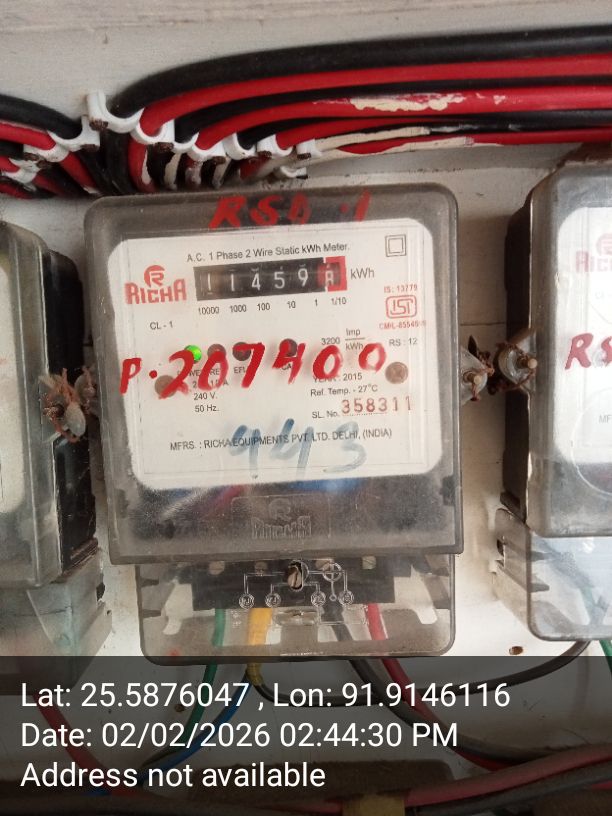 RSD-1
A.C. 1 Phase 2 Wire Static kWh Meter.
RICHA
114598 kWh
10000 1000 100 10 1 1/10
IS: 13779
ISI
CL - 1
3200 Imp/kWh
RS: 12
P.207400
YEAR: 2015
240 V.
Ref. Temp. - 27°C
50 Hz.
SL. No. 358311
MFRS. : RICHA EQUIPMENTS PVT. LTD. DELHI, (INDIA)
443
RICHA
Lat: 25.5876047 , Lon: 91.9146116
Date: 02/02/2026 02:44:30 PM
Address not available